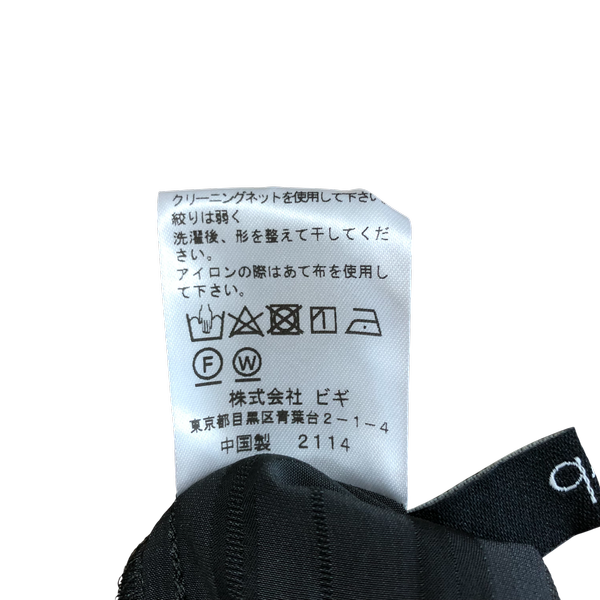 クリーニングネットを使用して下さい。
絞りは弱く
洗濯後、形を整えて干してくだ
さい。
アイロンの際はあて布を使用し
て下さい。
F W
株式会社 ビギ
東京都目黒区青葉台2-1-4
中国製 2114